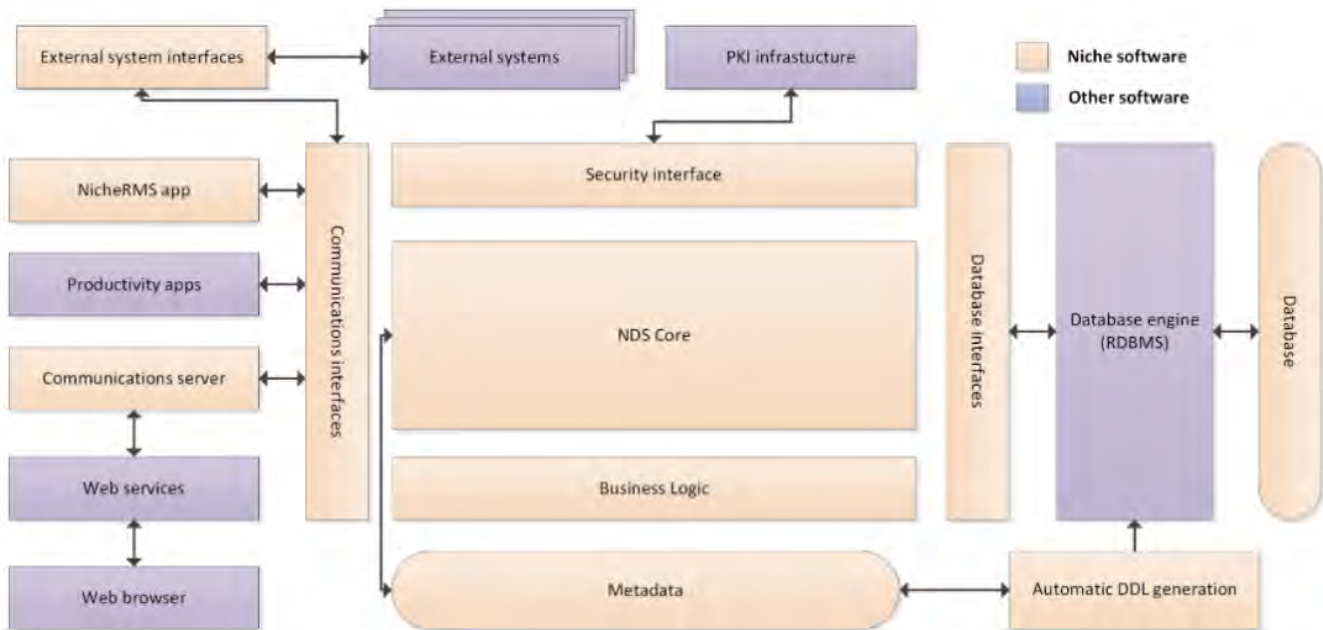 External system interfaces
External systems
PKI infrastucture
Niche software
Other software
NicheRMS app
Productivity apps
Communications server
Web services
Web browser
Communications interfaces
Security interface
NDS Core
Business Logic
Metadata
Database interfaces
Database engine
(RDBMS)
Database
Automatic DDL generation